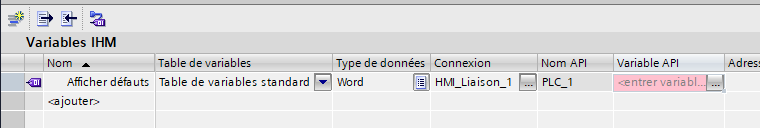 Variables IHM
Nom Table de variables Type de données Connexion Nom API Variable API Adres
Afficher défauts Table de variables standard Word HMI_Liaison_1 ... PLC_1 <entrer variabl... ...
<ajouter>